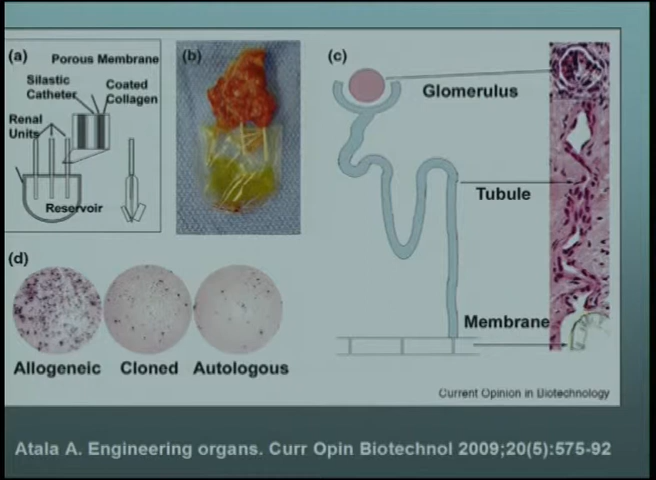 (a)
Porous Membrane
Silastic
Catheter
Coated
Collagen
Renal
Units
Reservoir
(b)
(c)
Glomerulus
Tubule
Membrane
(d)
Allogeneic Cloned Autologous
Current Opinion in Biotechnology
Atala A. Engineering organs. Curr Opin Biotechnol 2009;20(5):575-92